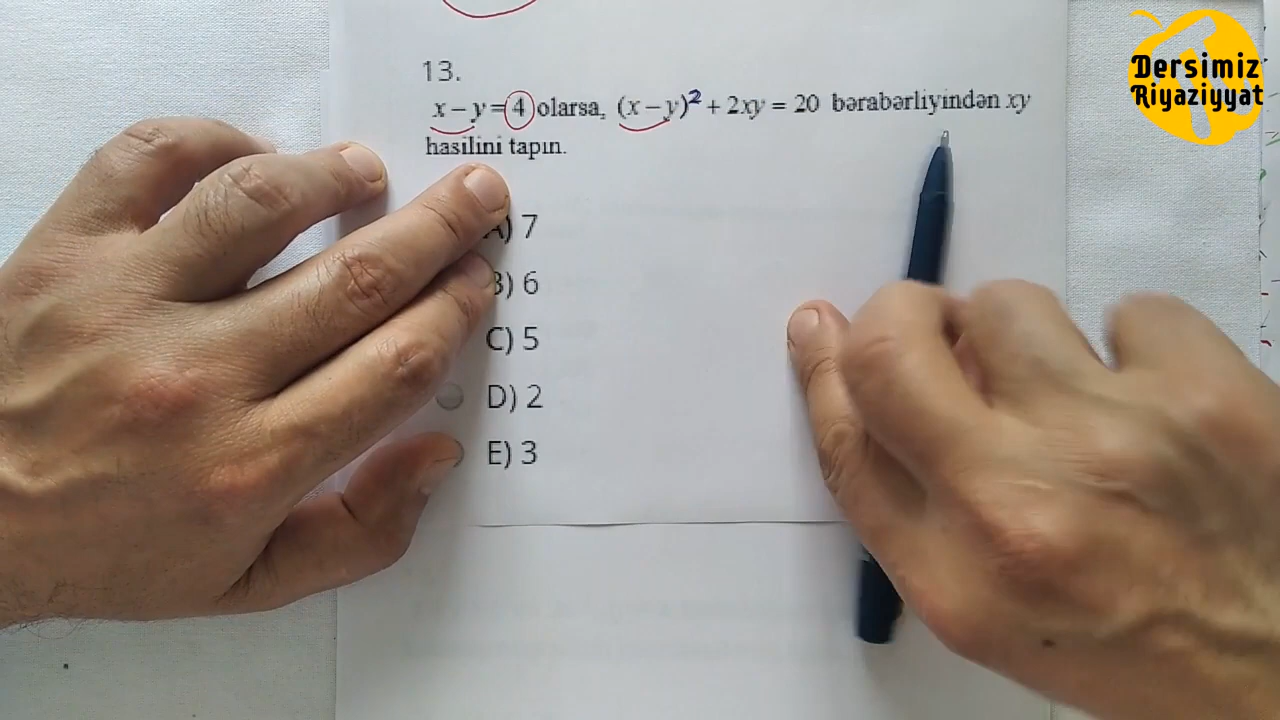 Dersimiz
Riyaziyyat
13.
x – y = 4 olarsa, (x – y)² + 2xy = 20 bərabərliyindən xy
hasilini tapın.
A) 7
B) 6
C) 5
D) 2
E) 3